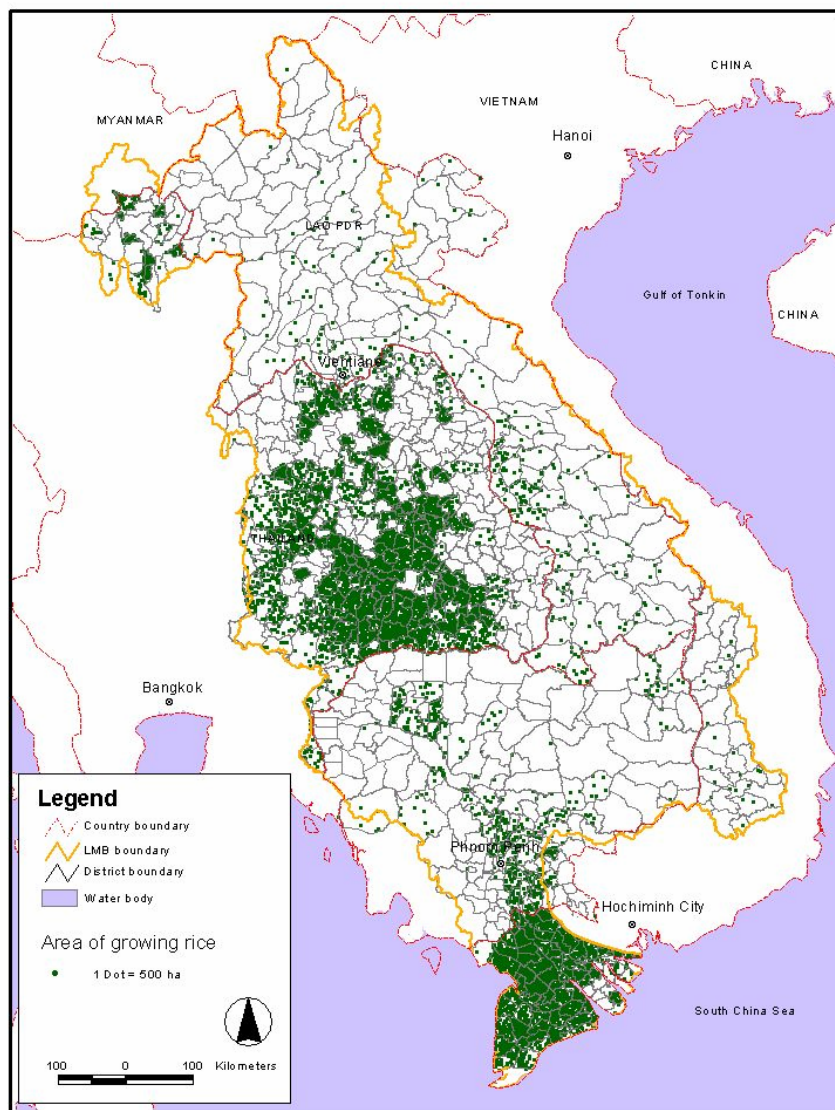 CHINA
VIETNAM
MYANMAR
Hanoi
LAO PDR
Gulf of Tonkin
CHINA
Vientiane
THAILAND
Bangkok
Legend
Country boundary
LMB boundary
District boundary
Water body
Area of growing rice
1 Dot = 500 ha
100 0 100
Kilometers
Phnom Penh
Hochiminh City
South China Sea